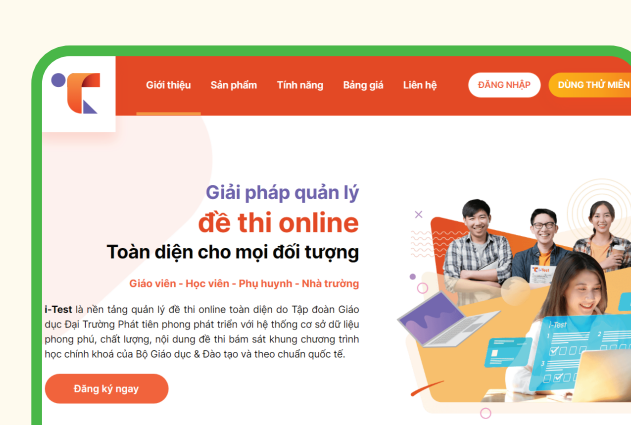 Giới thiệu Sản phẩm Tính năng Bảng giá Liên hệ ĐĂNG NHẬP DÙNG THỬ MIỄN
Giải pháp quản lý
đề thi online
Toàn diện cho mọi đối tượng
Giáo viên - Học viên - Phụ huynh - Nhà trường
i-Test là nền tảng quản lý đề thi online toàn diện do Tập đoàn Giáo
dục Đại Trường Phát tiên phong phát triển với hệ thống cơ sở dữ liệu
phong phú, chất lượng, nội dung đề thi bám sát khung chương trình
học chính khoá của Bộ Giáo dục & Đào tạo và theo chuẩn quốc tế.
Đăng ký ngay
i-Test
i-Test
1
2
3